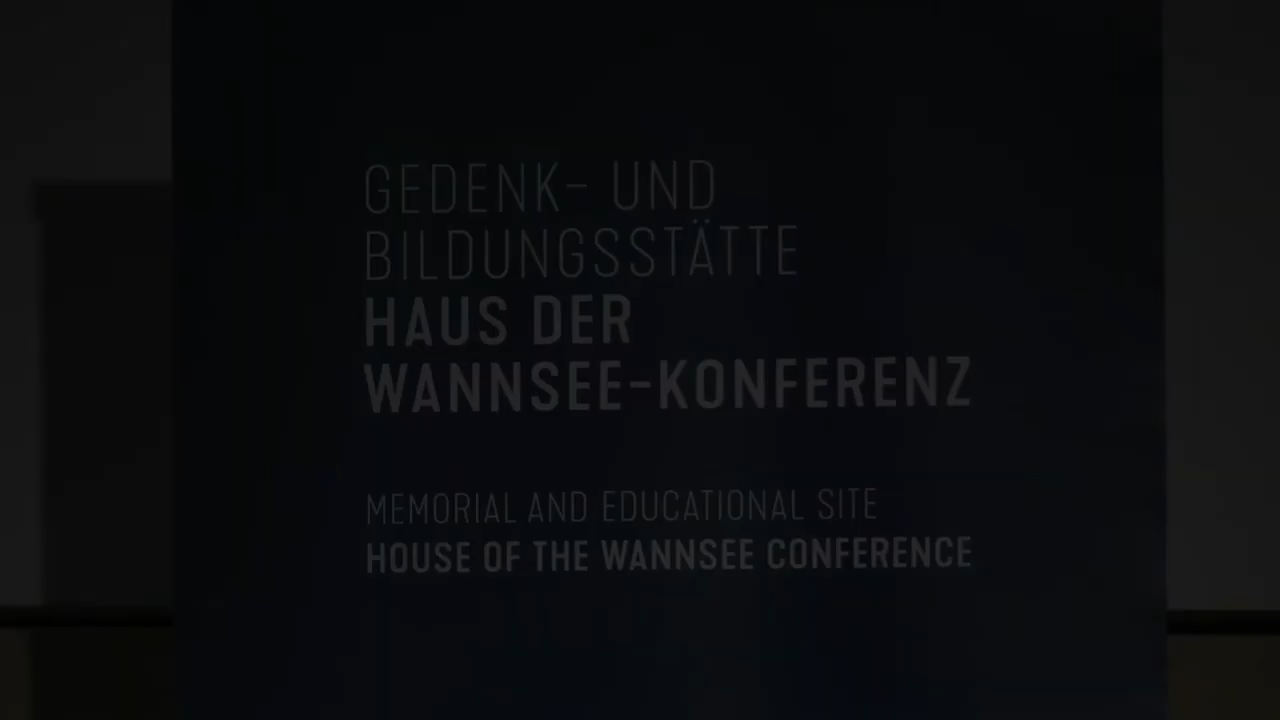 GEDENK- UND
BILDUNGSSTÄTTE
HAUS DER
WANNSEE-KONFERENZ
MEMORIAL AND EDUCATIONAL SITE
HOUSE OF THE WANNSEE CONFERENCE